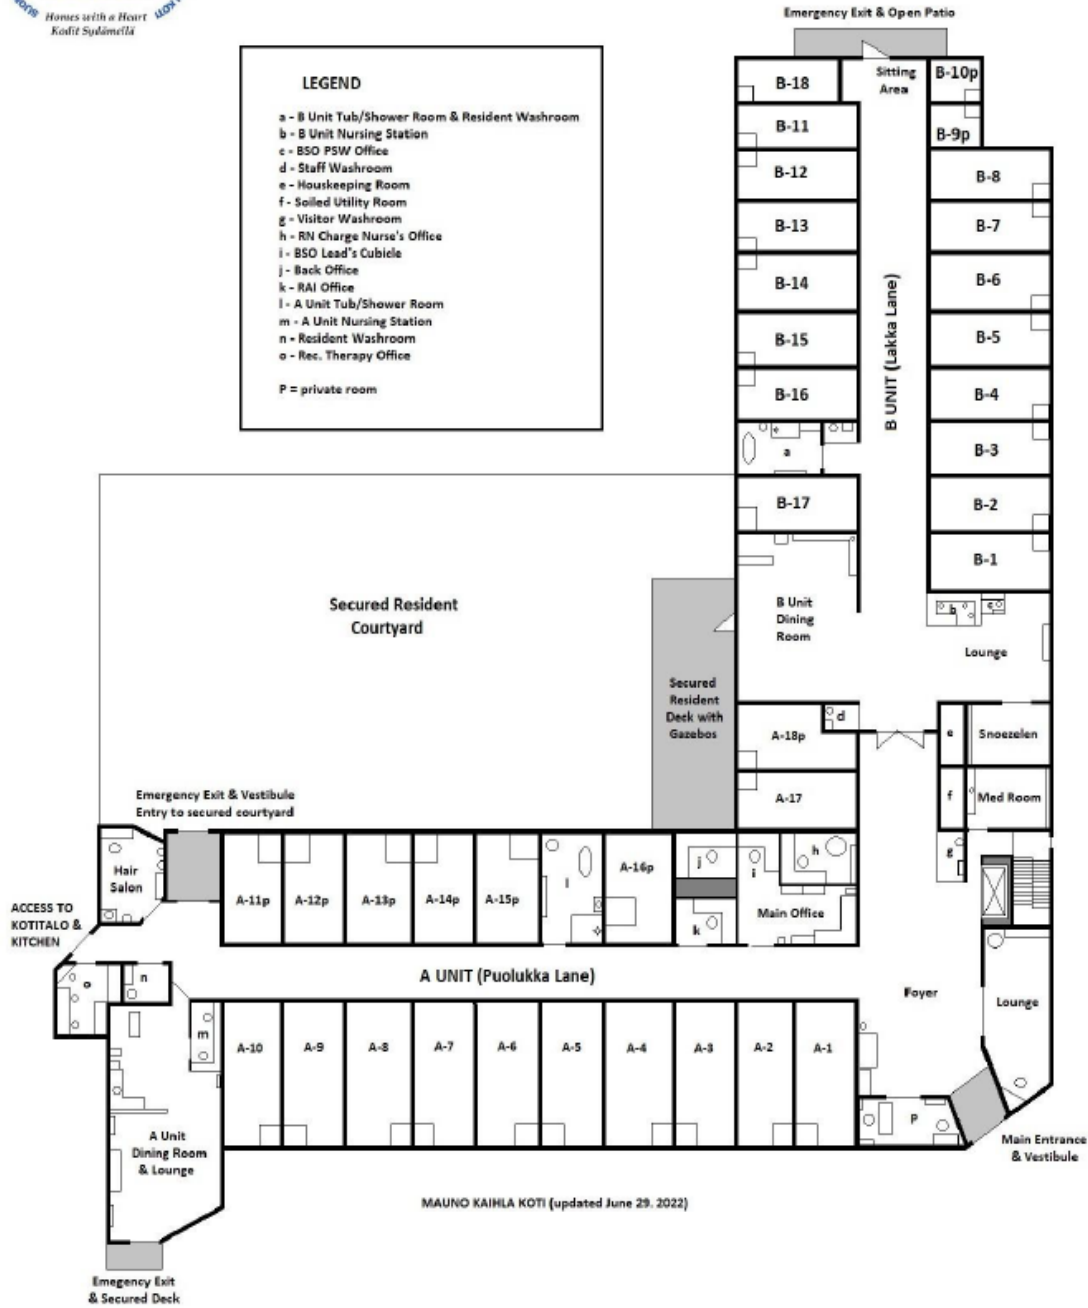 Homes with a Heart
Kodit Sydämellä
KOTI
Emergency Exit & Open Patio
LEGEND
a - B Unit Tub/Shower Room & Resident Washroom
b - B Unit Nursing Station
c - BSO PSW Office
d - Staff Washroom
e - Houskeeping Room
f - Soiled Utility Room
g - Visitor Washroom
h - RN Charge Nurse's Office
i - BSO Lead's Cubicle
j - Back Office
k - RAI Office
l - A Unit Tub/Shower Room
m - A Unit Nursing Station
n - Resident Washroom
o - Rec. Therapy Office
P = private room
B-18
Sitting
Area
B-10p
B-11
B-9p
B-12
B-8
B-13
B-7
B-14
B-6
B-15
B-5
B-16
B-4
B UNIT (Lakka Lane)
a
B-3
B-17
B-2
B-1
B Unit
Dining
Room
b
c
Lounge
Secured Resident
Courtyard
Secured
Resident
Deck with
Gazebos
d
A-18p
e
Snoezelen
A-17
f
Med Room
Emergency Exit & Vestibule
Entry to secured courtyard
Hair
Salon
A-11p
A-12p
A-13p
A-14p
A-15p
l
A-16p
j
i
h
g
k
Main Office
ACCESS TO
KOTITALO &
KITCHEN
A UNIT (Puolukka Lane)
o
n
Foyer
Lounge
m
A-10
A-9
A-8
A-7
A-6
A-5
A-4
A-3
A-2
A-1
P
A Unit
Dining Room
& Lounge
Main Entrance
& Vestibule
MAUNO KAIHLA KOTI (updated June 29. 2022)
Emegency Exit
& Secured Deck